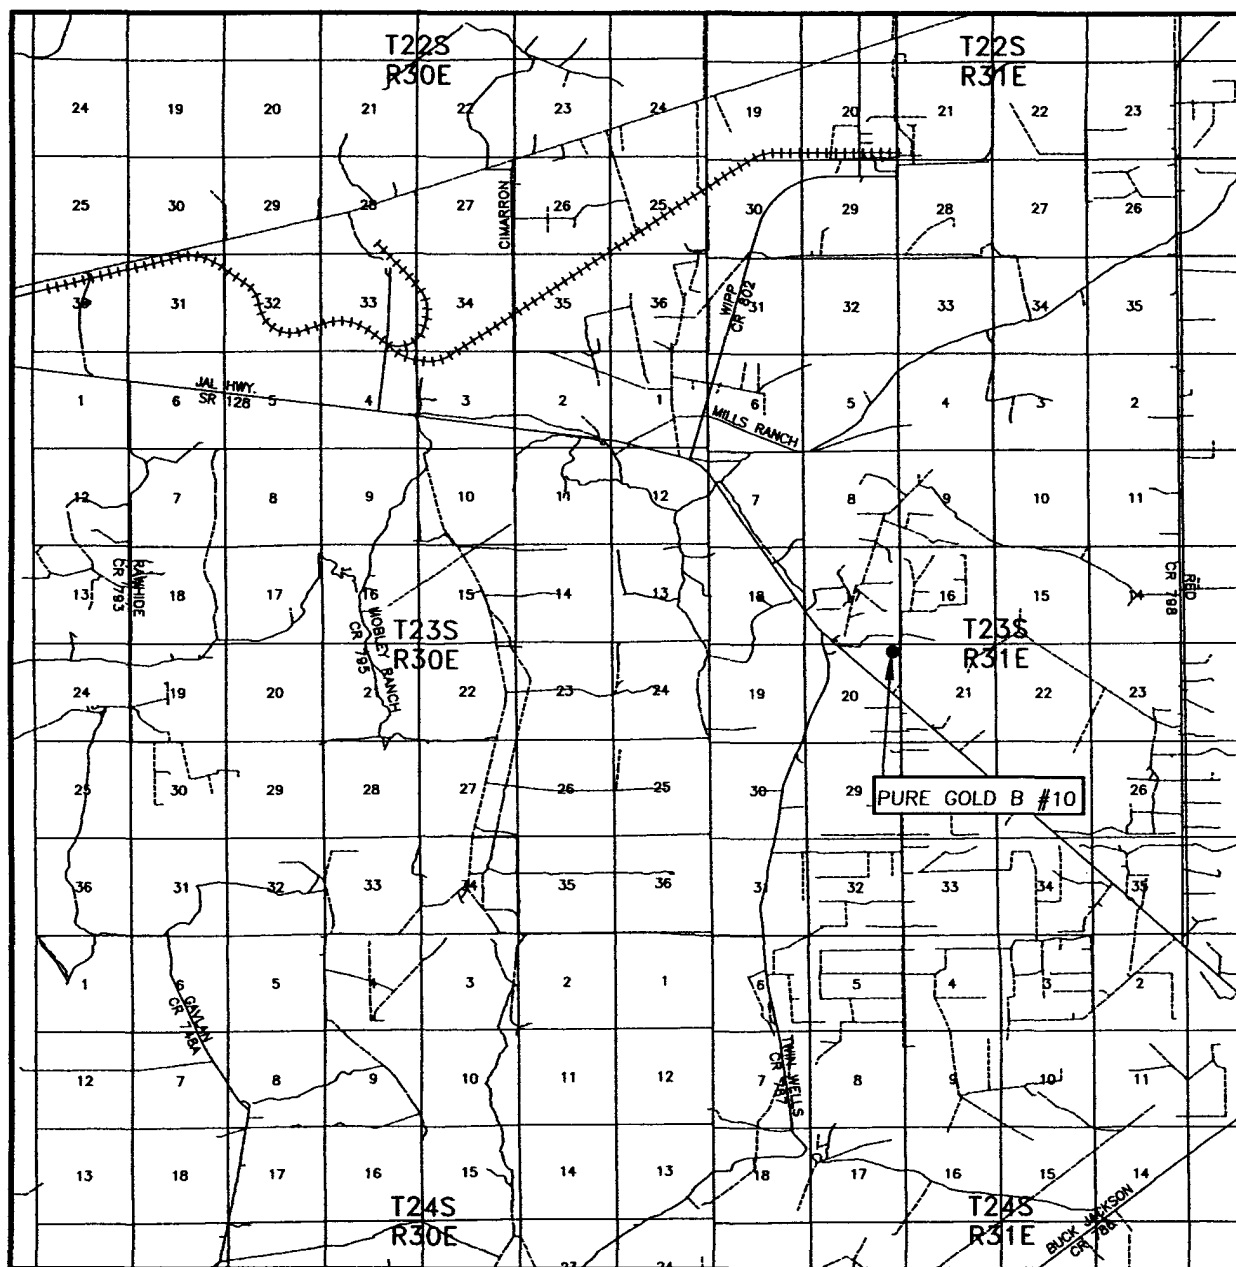 T22S
R30E
T22S
R31E
24 19 20 21 22 23 24 19 20 21 22 23
CIMARRON
25 30 29 28 27 26 25 30 29 28 27 26
31 32 33 34 35 36 31 32 33 34 35
WIPP
CR 802
JAL HWY.
SR 128
1 6 5 4 3 2 1 6 5 4 3 2
MILLS RANCH
12 7 8 9 10 11 12 7 8 9 10 11
RAWHIDE
CR 793
RED
CR 798
13 18 17 16 15 14 13 18 16 15 14
T23S
R30E
T23S
R31E
MOBLEY RANCH
CR 795
24 19 20 21 22 23 24 19 20 21 22 23
25 30 29 28 27 26 25 30 29 26
PURE GOLD B #10
36 31 32 33 34 35 36 31 32 33 34 35
1 6 5 4 3 2 1 6 5 4 3 2
GAVLAN
CR 748A
TWIN WELLS
CR 787
12 7 8 9 10 11 12 7 8 9 10 11
13 18 17 16 15 14 13 18 17 16 15 14
T24S
R30E
T24S
R31E
BUCK JACKSON